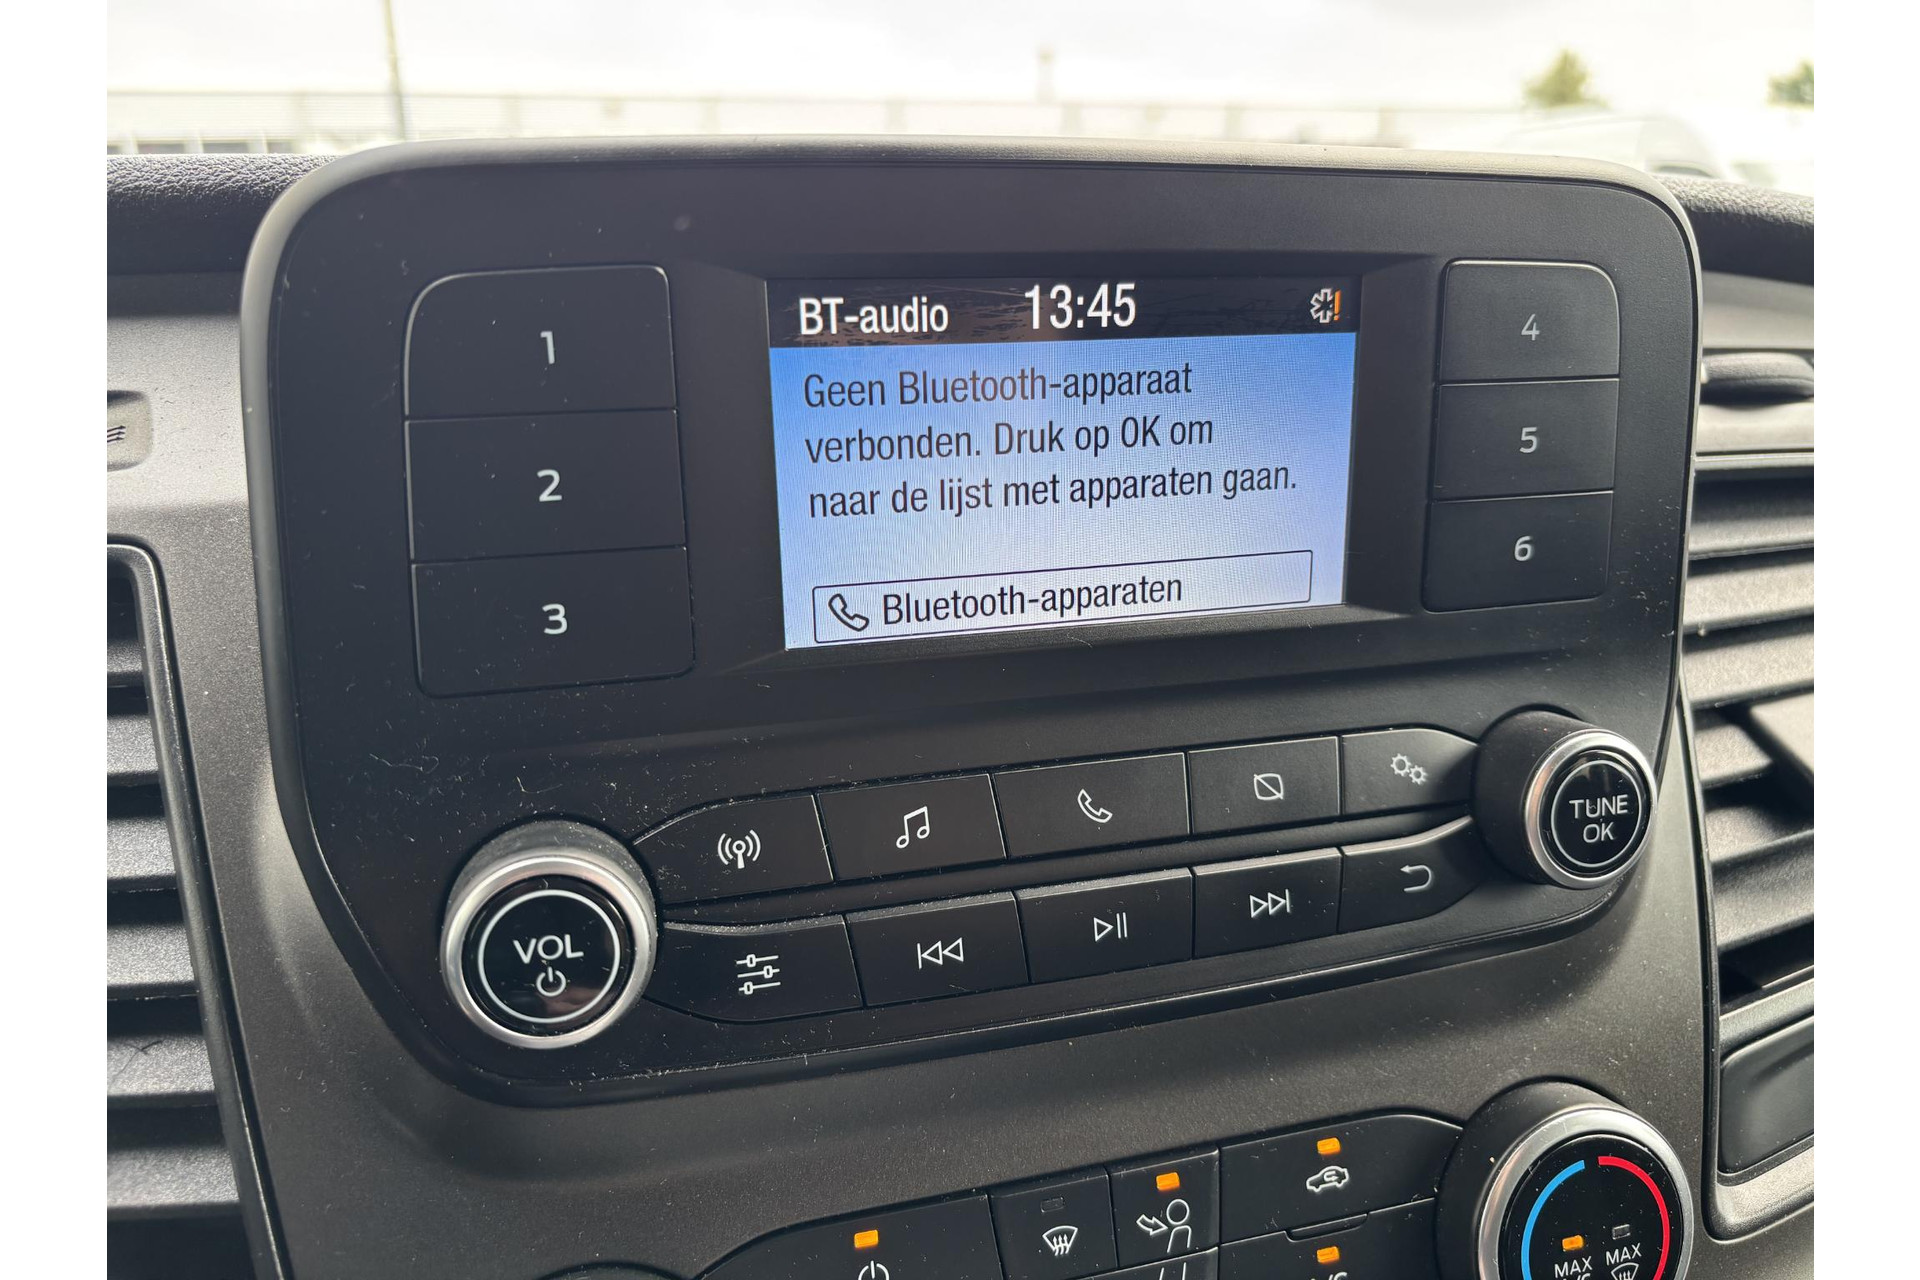 BT-audio 13:45
Geen Bluetooth-apparaat
verbonden. Druk op OK om
naar de lijst met apparaten gaan.
Bluetooth-apparaten
1
2
3
4
5
6
VOL
TUNE
OK
MAX
MAX